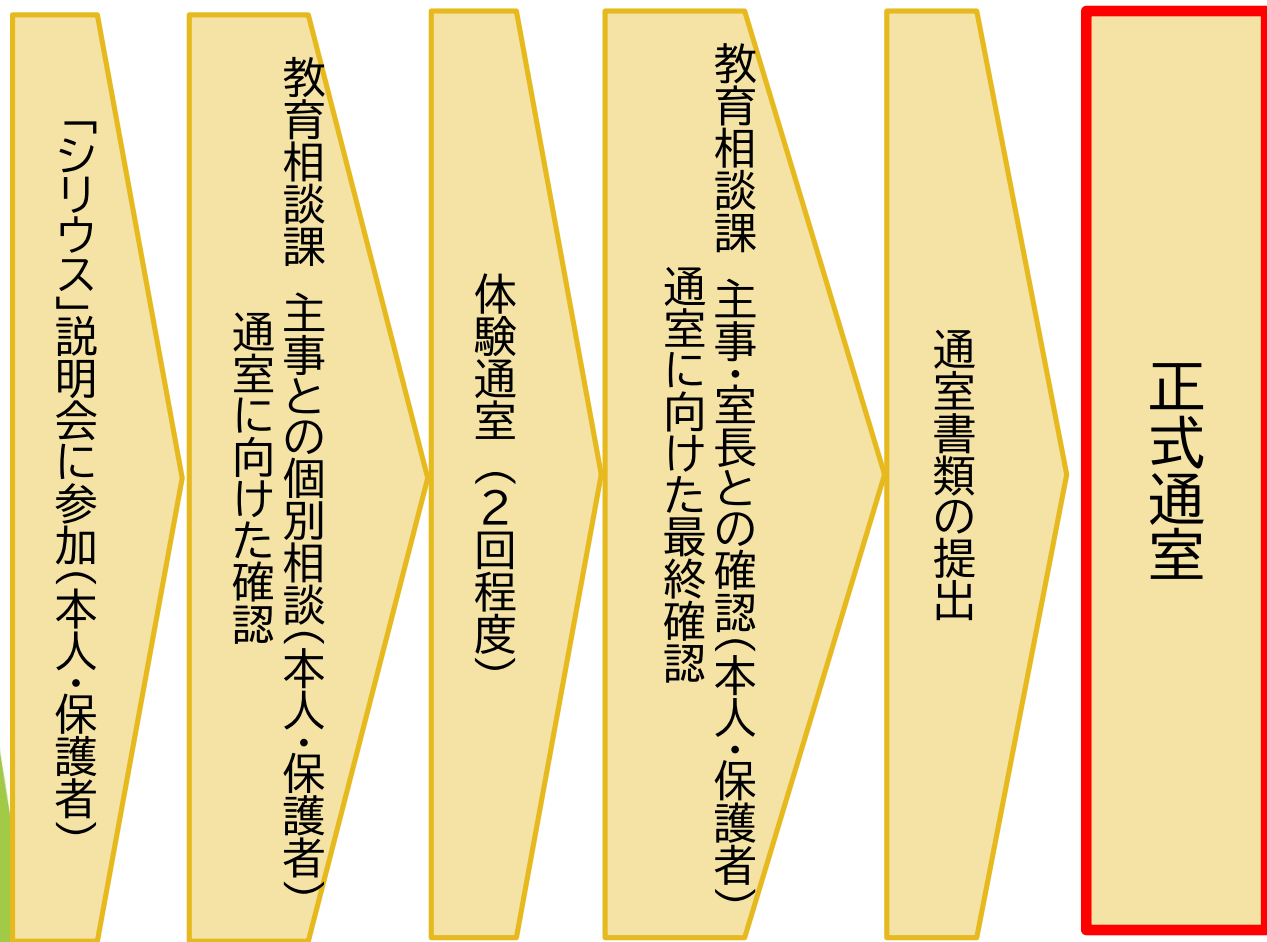 「シリウス」説明会に参加(本人・保護者)
教育相談課 主事との個別相談(本人・保護者)
通室に向けた確認
体験通室 (2回程度)
教育相談課 主事・室長との確認(本人・保護者)
通室に向けた最終確認
通室書類の提出
正式通室